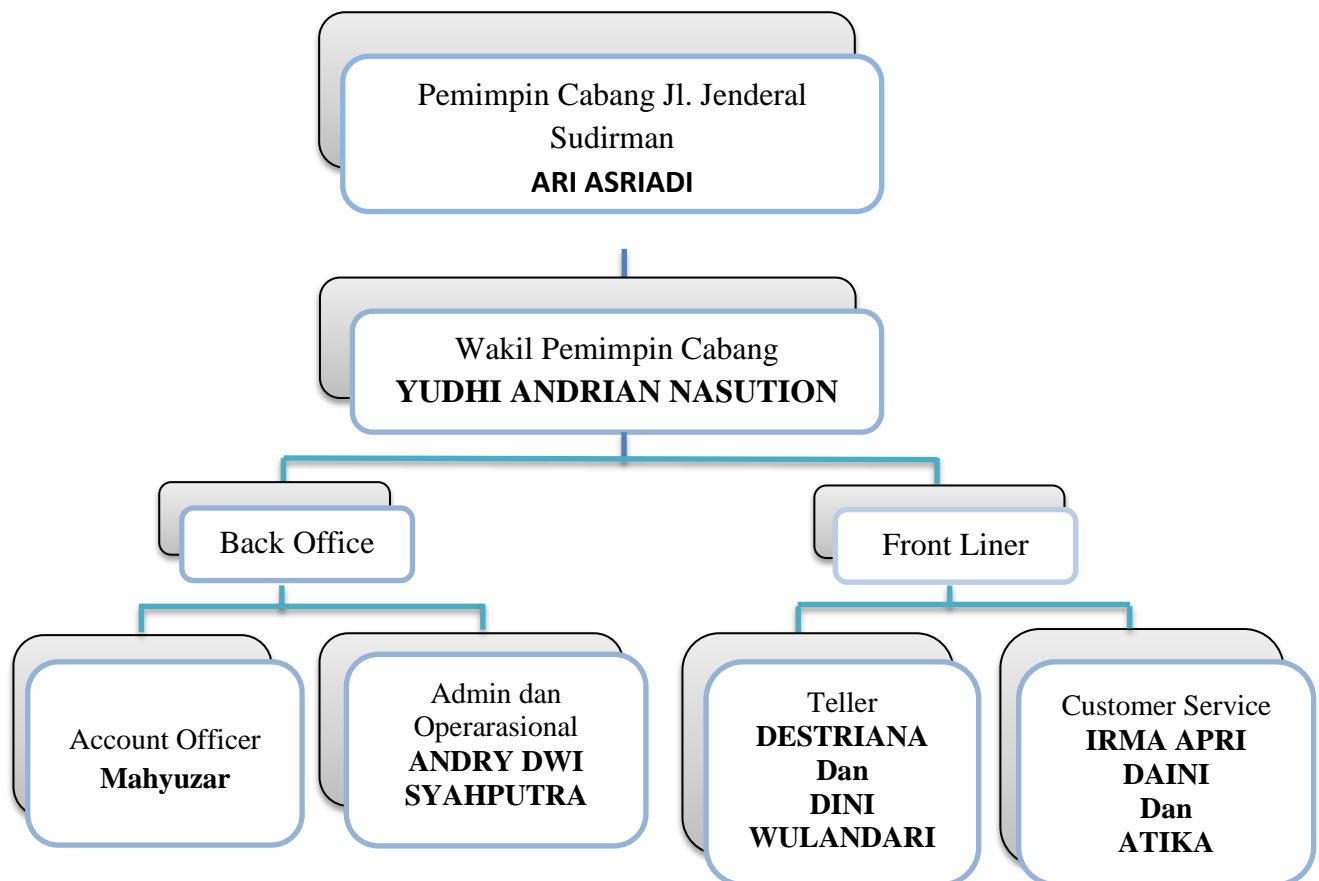 Pemimpin Cabang Jl. Jenderal
Sudirman
ARI ASRIADI
Wakil Pemimpin Cabang
YUDHI ANDRIAN NASUTION
Back Office
Front Liner
Account Officer
Mahyuzar
Admin dan
Operarasional
ANDRY DWI
SYAHPUTRA
Teller
DESTRIANA
Dan
DINI
WULANDARI
Customer Service
IRMA APRI
DAINI
Dan
ATIKA